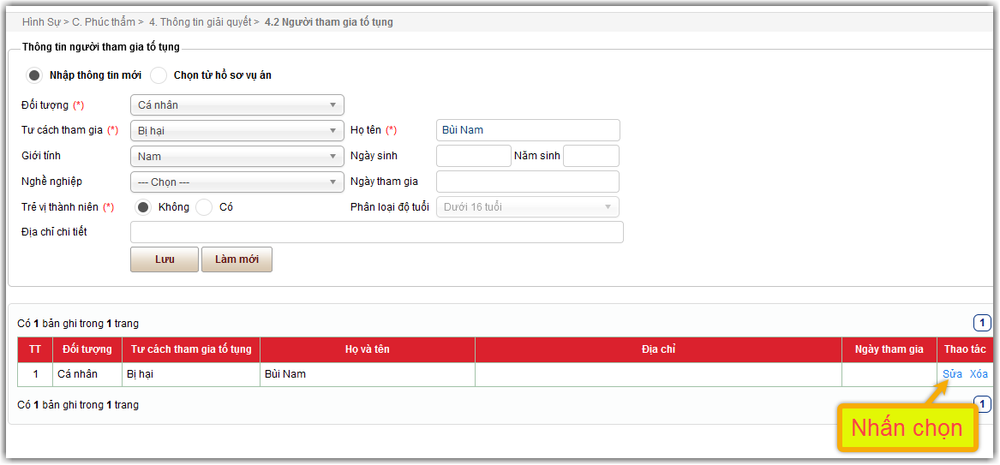 Hình Sự > C. Phúc thẩm > 4. Thông tin giải quyết > 4.2 Người tham gia tố tụng
Thông tin người tham gia tố tụng
Nhập thông tin mới Chọn từ hồ sơ vụ án
Đối tượng (*) Cá nhân
Tư cách tham gia (*) Bị hại Họ tên (*) Bùi Nam
Giới tính Nam Ngày sinh Năm sinh
Nghề nghiệp --- Chọn --- Ngày tham gia
Trẻ vị thành niên (*) Không Có Phân loại độ tuổi Dưới 16 tuổi
Địa chỉ chi tiết
Lưu Làm mới
Có 1 bản ghi trong 1 trang 1
TT Đối tượng Tư cách tham gia tố tụng Họ và tên Địa chỉ Ngày tham gia Thao tác
1 Cá nhân Bị hại Bùi Nam Sửa Xóa
Có 1 bản ghi trong 1 trang 1
Nhấn chọn